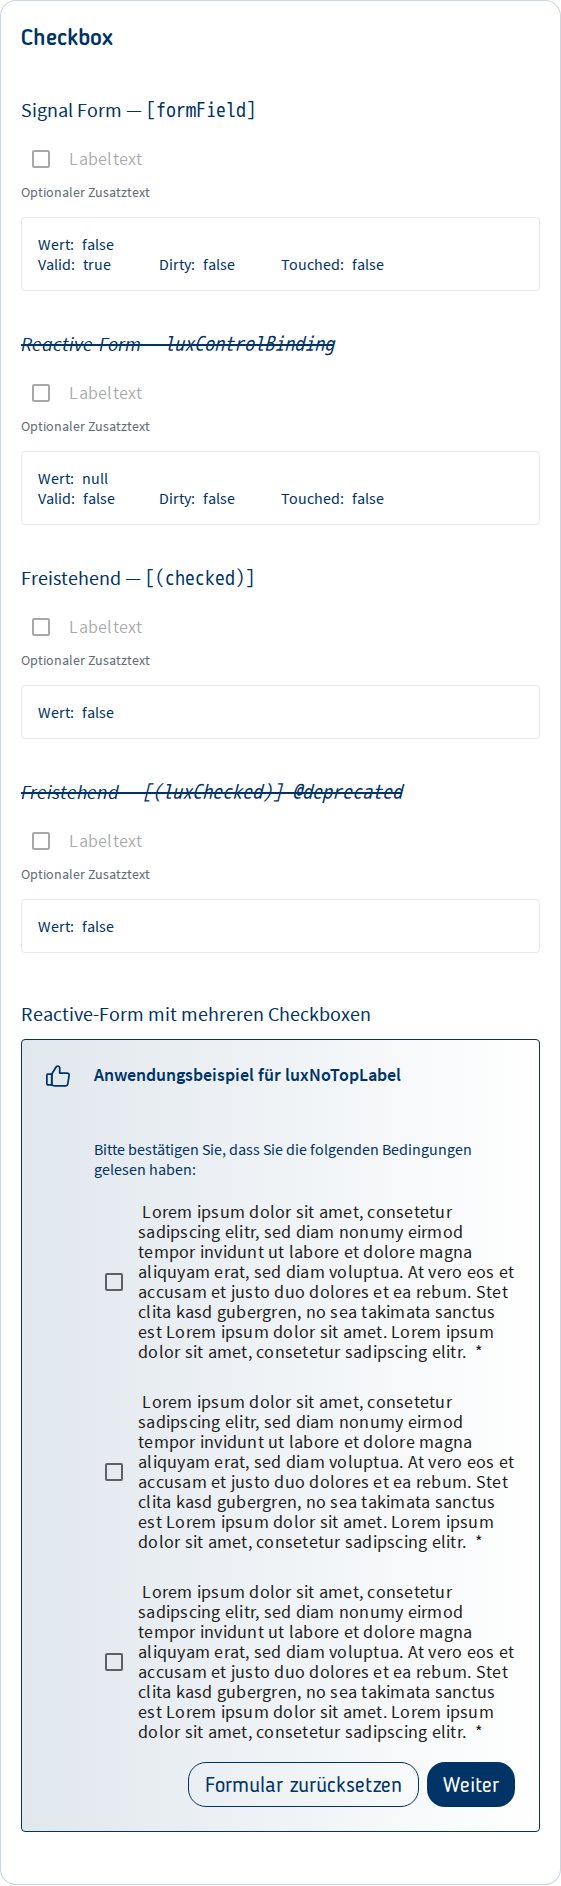 Checkbox
Signal Form — [formField]
Labeltext
Optionaler Zusatztext
Wert: false
Valid: true Dirty: false Touched: false
Reactive-Form — luxControlBinding
Labeltext
Optionaler Zusatztext
Wert: null
Valid: false Dirty: false Touched: false
Freistehend — [(checked)]
Labeltext
Optionaler Zusatztext
Wert: false
Freistehend — [(luxChecked)] @deprecated
Labeltext
Optionaler Zusatztext
Wert: false
Reactive-Form mit mehreren Checkboxen
Anwendungsbeispiel für luxNoTopLabel
Bitte bestätigen Sie, dass Sie die folgenden Bedingungen
gelesen haben:
Lorem ipsum dolor sit amet, consetetur
sadipscing elitr, sed diam nonumy eirmod
tempor invidunt ut labore et dolore magna
aliquyam erat, sed diam voluptua. At vero eos et
accusam et justo duo dolores et ea rebum. Stet
clita kasd gubergren, no sea takimata sanctus
est Lorem ipsum dolor sit amet. Lorem ipsum
dolor sit amet, consetetur sadipscing elitr. *
Lorem ipsum dolor sit amet, consetetur
sadipscing elitr, sed diam nonumy eirmod
tempor invidunt ut labore et dolore magna
aliquyam erat, sed diam voluptua. At vero eos et
accusam et justo duo dolores et ea rebum. Stet
clita kasd gubergren, no sea takimata sanctus
est Lorem ipsum dolor sit amet. Lorem ipsum
dolor sit amet, consetetur sadipscing elitr. *
Lorem ipsum dolor sit amet, consetetur
sadipscing elitr, sed diam nonumy eirmod
tempor invidunt ut labore et dolore magna
aliquyam erat, sed diam voluptua. At vero eos et
accusam et justo duo dolores et ea rebum. Stet
clita kasd gubergren, no sea takimata sanctus
est Lorem ipsum dolor sit amet. Lorem ipsum
dolor sit amet, consetetur sadipscing elitr. *
Formular zurücksetzen Weiter